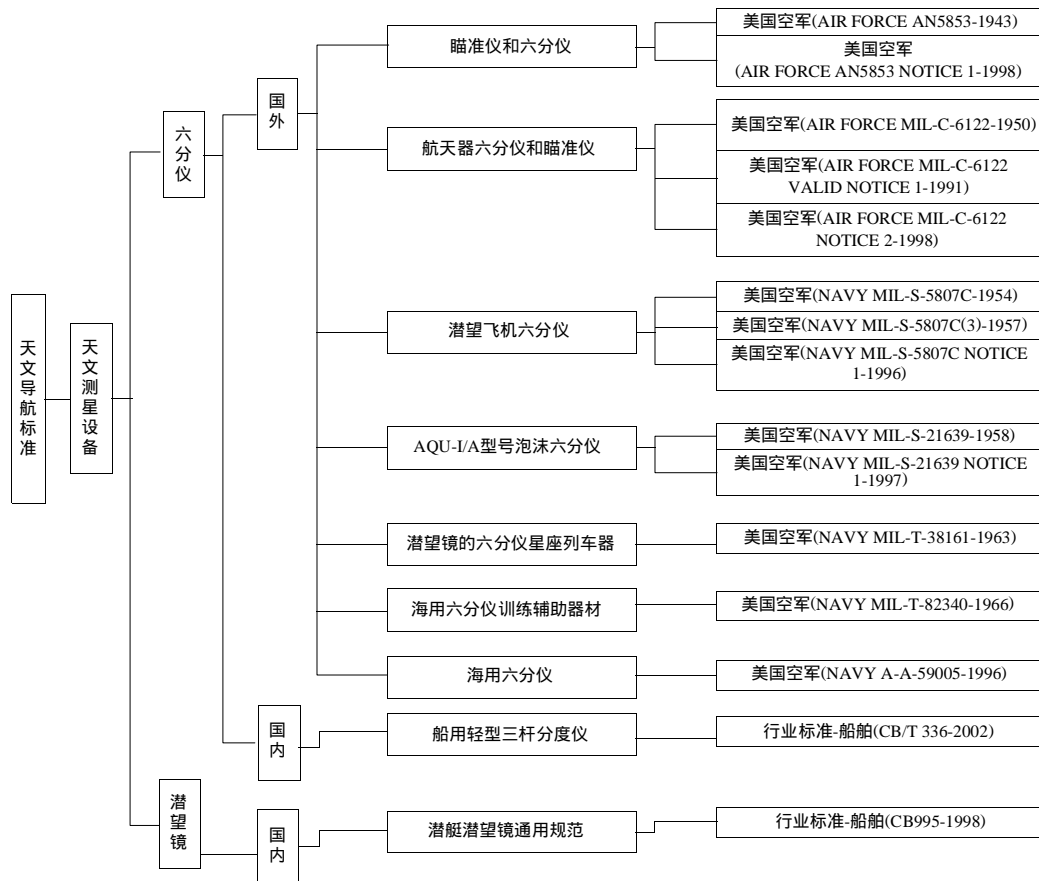 天文导航标准
天文测星设备
六分仪
国外
瞄准仪和六分仪
美国空军(AIR FORCE AN5853-1943)
美国空军
(AIR FORCE AN5853 NOTICE 1-1998)
航天器六分仪和瞄准仪
美国空军(AIR FORCE MIL-C-6122-1950)
美国空军(AIR FORCE MIL-C-6122
VALID NOTICE 1-1991)
美国空军(AIR FORCE MIL-C-6122
NOTICE 2-1998)
潜望飞机六分仪
美国空军(NAVY MIL-S-5807C-1954)
美国空军(NAVY MIL-S-5807C(3)-1957)
美国空军(NAVY MIL-S-5807C NOTICE
1-1996)
AQU-I/A型号泡沫六分仪
美国空军(NAVY MIL-S-21639-1958)
美国空军(NAVY MIL-S-21639 NOTICE
1-1997)
潜望镜的六分仪星座列车器
美国空军(NAVY MIL-T-38161-1963)
海用六分仪训练辅助器材
美国空军(NAVY MIL-T-82340-1966)
海用六分仪
美国空军(NAVY A-A-59005-1996)
国内
船用轻型三杆分度仪
行业标准-船舶(CB/T 336-2002)
潜望镜
国内
潜艇潜望镜通用规范
行业标准-船舶(CB995-1998)